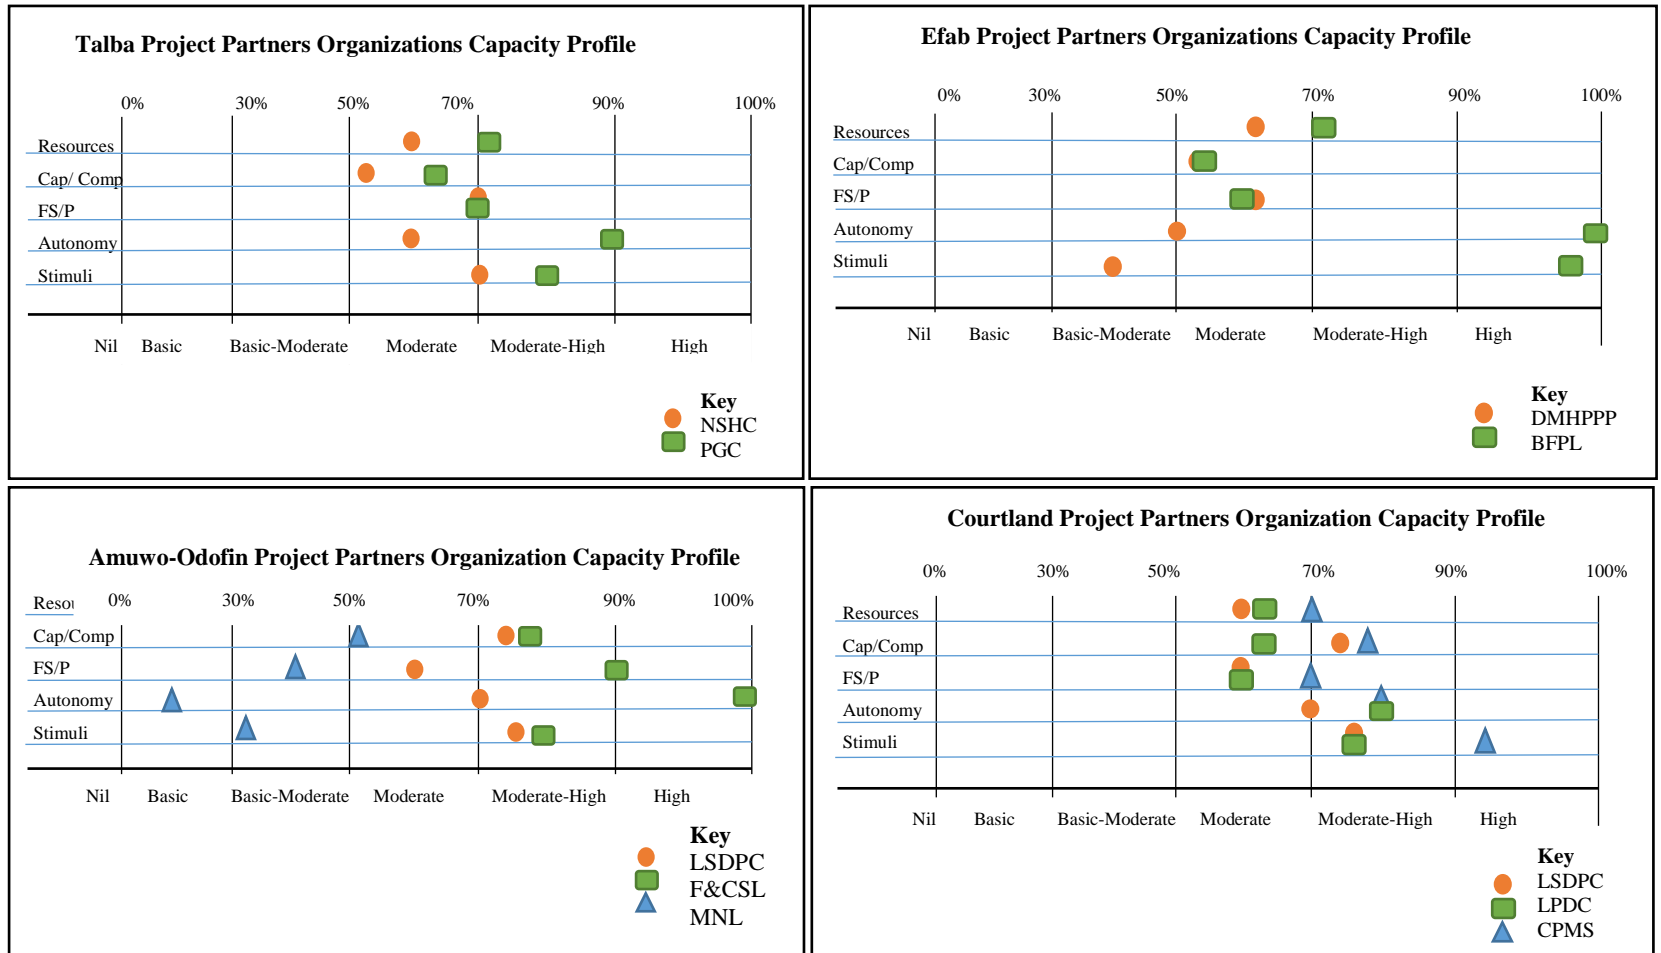 Talba Project Partners Organizations Capacity Profile
0% 30% 50% 70% 90% 100%
Resources
Cap/ Comp
FS/P
Autonomy
Stimuli
Nil Basic Basic-Moderate Moderate Moderate-High High
Key
NSHC
PGC
Efab Project Partners Organizations Capacity Profile
0% 30% 50% 70% 90% 100%
Resources
Cap/Comp
FS/P
Autonomy
Stimuli
Nil Basic Basic-Moderate Moderate Moderate-High High
Key
DMHPPP
BFPL
Amuwo-Odofin Project Partners Organization Capacity Profile
0% 30% 50% 70% 90% 100%
Cap/Comp
FS/P
Autonomy
Stimuli
Nil Basic Basic-Moderate Moderate Moderate-High High
Key
LSDPC
F&CSL
MNL
Courtland Project Partners Organization Capacity Profile
0% 30% 50% 70% 90% 100%
Resources
Cap/Comp
FS/P
Autonomy
Stimuli
Nil Basic Basic-Moderate Moderate Moderate-High High
Key
LSDPC
LPDC
CPMS